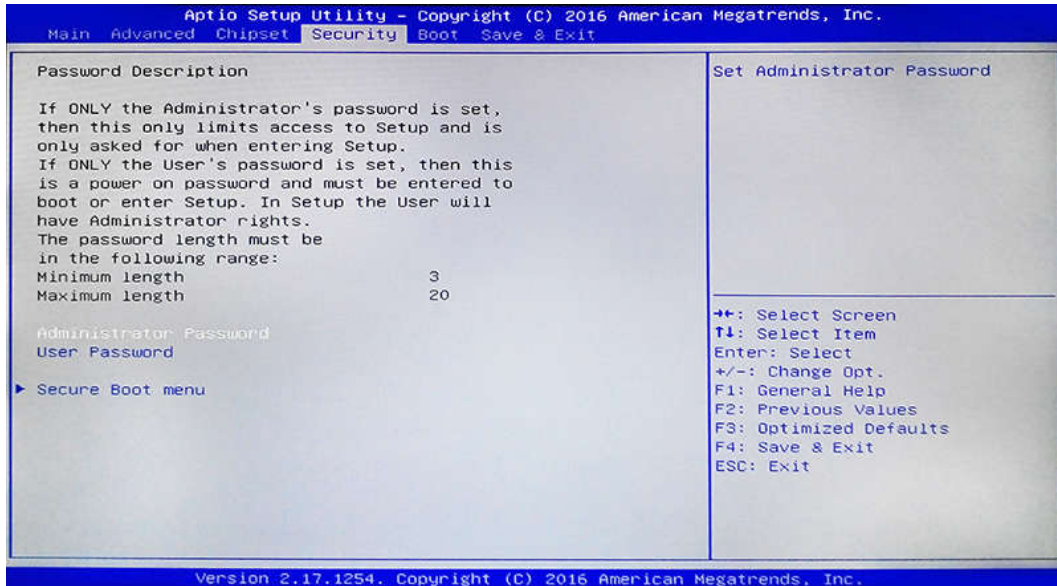 Aptio Setup Utility – Copyright (C) 2016 American Megatrends, Inc.
Main Advanced Chipset Security Boot Save & Exit
Password Description
If ONLY the Administrator's password is set,
then this only limits access to Setup and is
only asked for when entering Setup.
If ONLY the User's password is set, then this
is a power on password and must be entered to
boot or enter Setup. In Setup the User will
have Administrator rights.
The password length must be
in the following range:
Minimum length 3
Maximum length 20
Administrator Password
User Password
► Secure Boot menu
Set Administrator Password
→←: Select Screen
↑↓: Select Item
Enter: Select
+/-: Change Opt.
F1: General Help
F2: Previous Values
F3: Optimized Defaults
F4: Save & Exit
ESC: Exit
Version 2.17.1254. Copyright (C) 2016 American Megatrends, Inc.